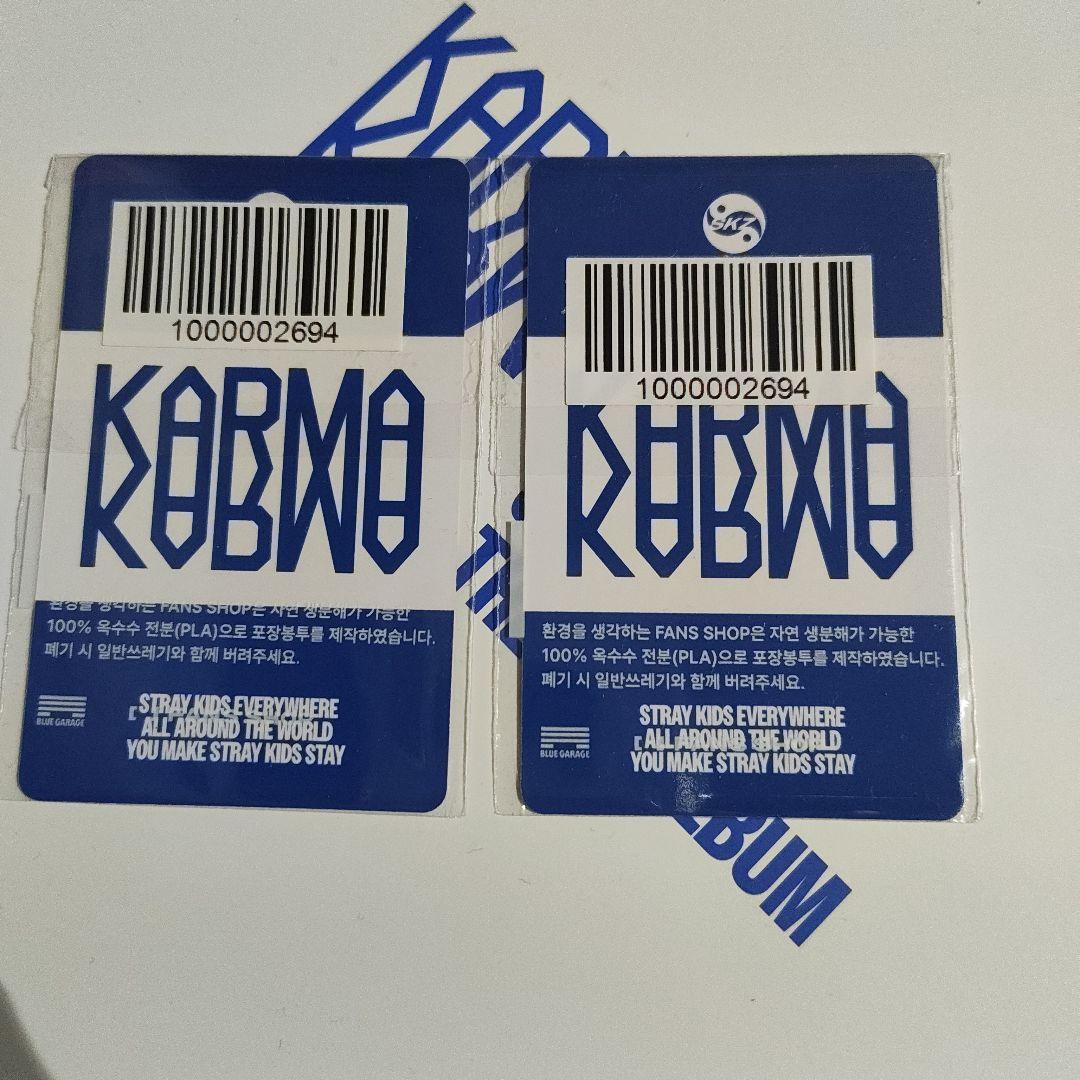 KARMA
THE
ALBUM
1000002694
KARMA
KARMA
환경을 생각하는 FANS SHOP은 자연 생분해가 가능한
100% 옥수수 전분(PLA)으로 포장봉투를 제작하였습니다.
폐기 시 일반쓰레기와 함께 버려주세요.
BLUE GARAGE
STRAY KIDS EVERYWHERE
ALL AROUND THE WORLD
YOU MAKE STRAY KIDS STAY
SKZ
1000002694
KARMA
KARMA
환경을 생각하는 FANS SHOP은 자연 생분해가 가능한
100% 옥수수 전분(PLA)으로 포장봉투를 제작하였습니다.
폐기 시 일반쓰레기와 함께 버려주세요.
BLUE GARAGE
STRAY KIDS EVERYWHERE
ALL AROUND THE WORLD
YOU MAKE STRAY KIDS STAY